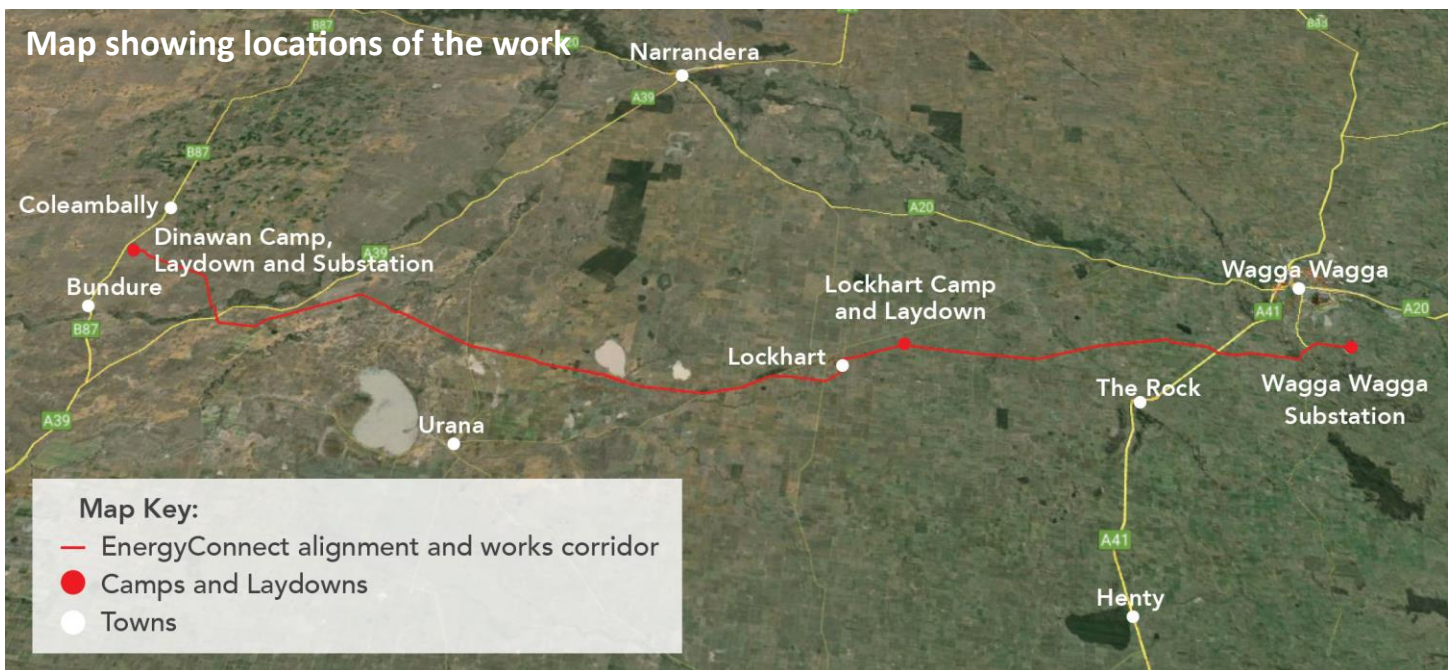 Map showing locations of the work
B87
A20
B85
Narrandera
A39
B87
Coleambally
A20
Dinawan Camp,
Laydown and Substation
A39
Bundure
B87
Lockhart Camp
and Laydown
Wagga Wagga
A41
A20
Lockhart
The Rock
Wagga Wagga
Substation
A39
Urana
A41
Henty
Map Key:
EnergyConnect alignment and works corridor
Camps and Laydowns
Towns